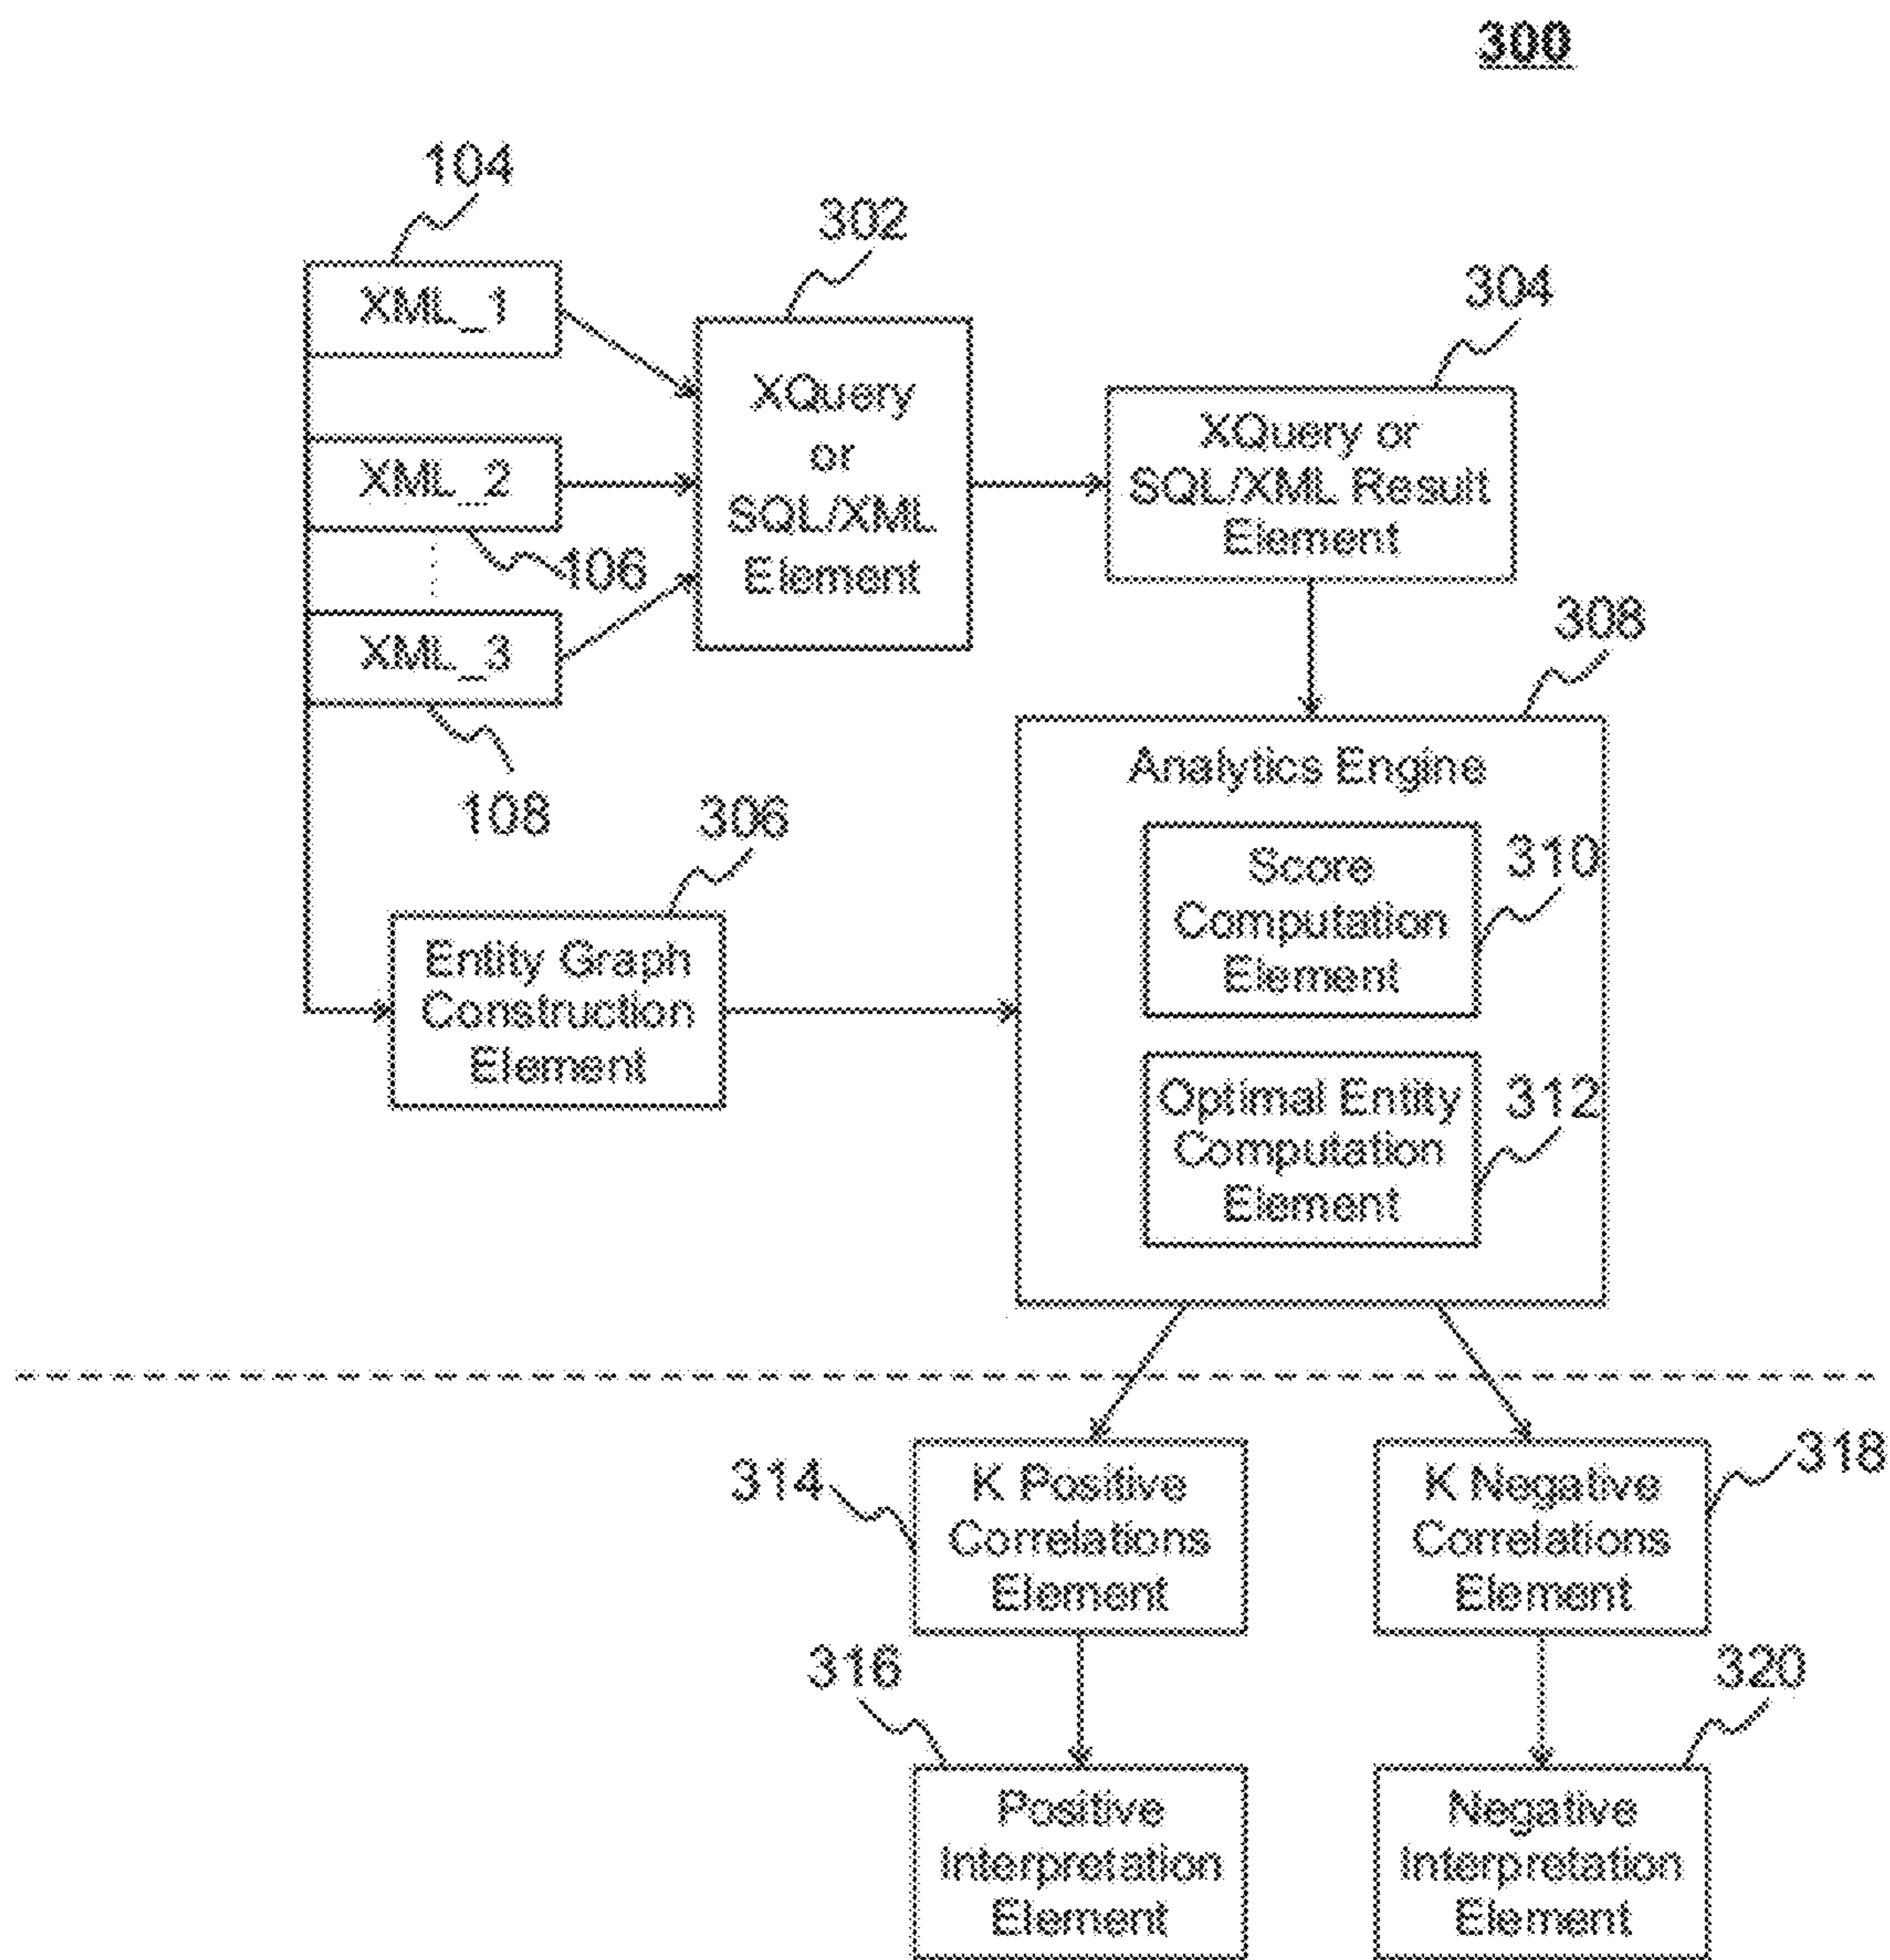 300
104
302
XML_1
304
XQuery
or
SQL/XML
Element
XQuery or
SQL/XML Result
Element
XML_2
106
XML_3
308
108
306
Analytics Engine
Score
Computation
Element
310
Entity Graph
Construction
Element
Optimal Entity
Computation
Element
312
314
K Positive
Correlations
Element
K Negative
Correlations
Element
318
316
320
Positive
Interpretation
Element
Negative
Interpretation
Element